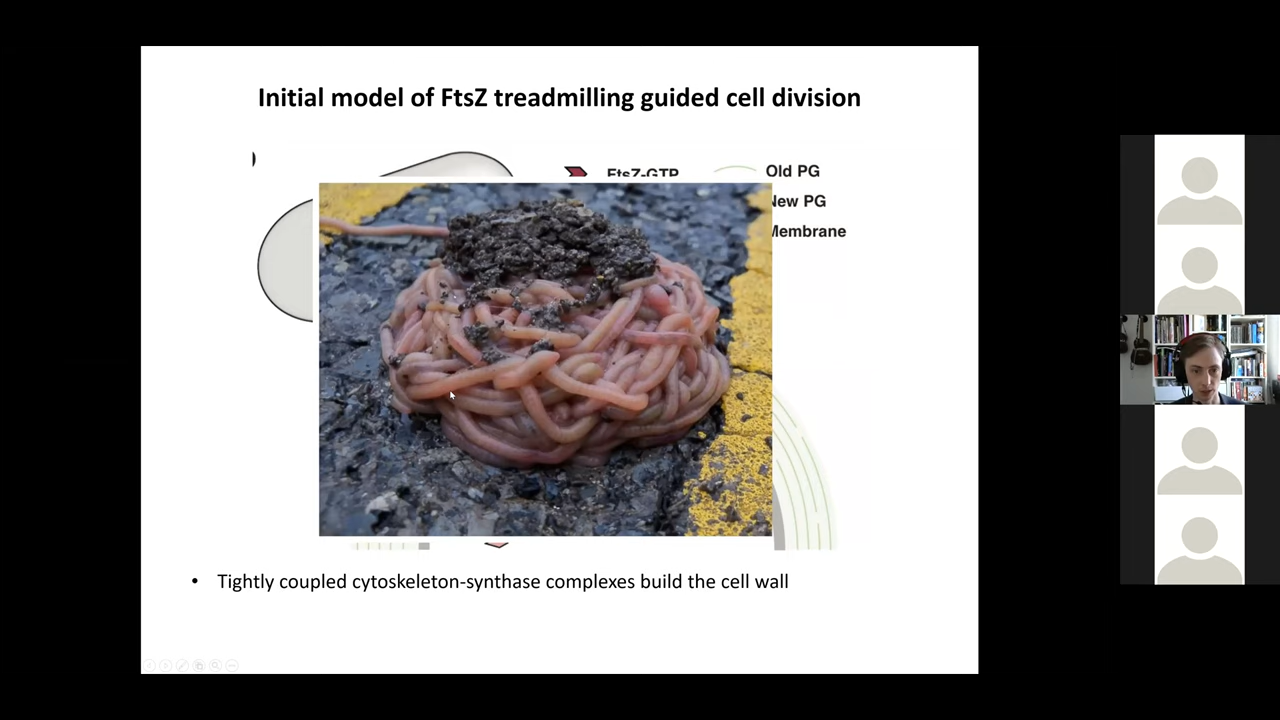 Initial model of FtsZ treadmilling guided cell division
FtsZ-GTP
Old PG
New PG
Membrane
• Tightly coupled cytoskeleton-synthase complexes build the cell wall